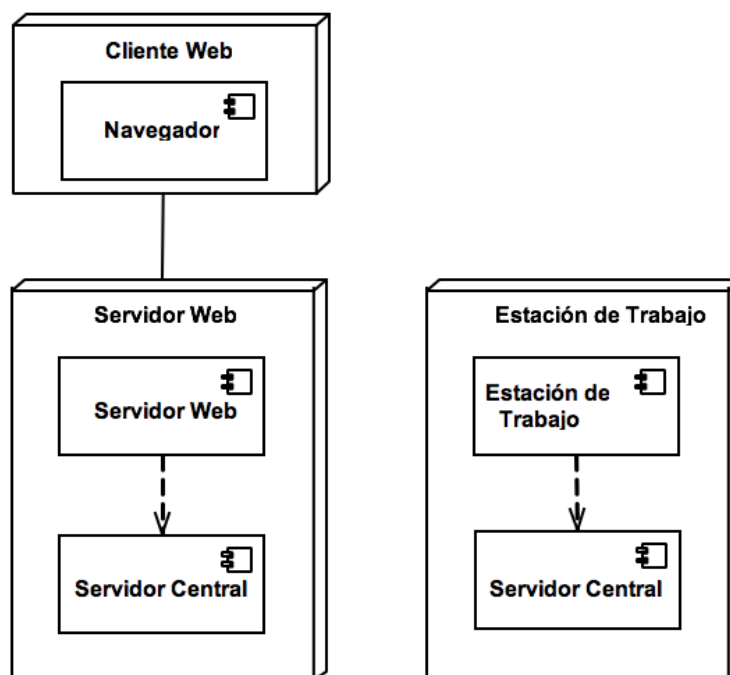 Cliente Web
Navegador
Servidor Web
Servidor Web
Servidor Central
Estación de Trabajo
Estación de
Trabajo
Servidor Central